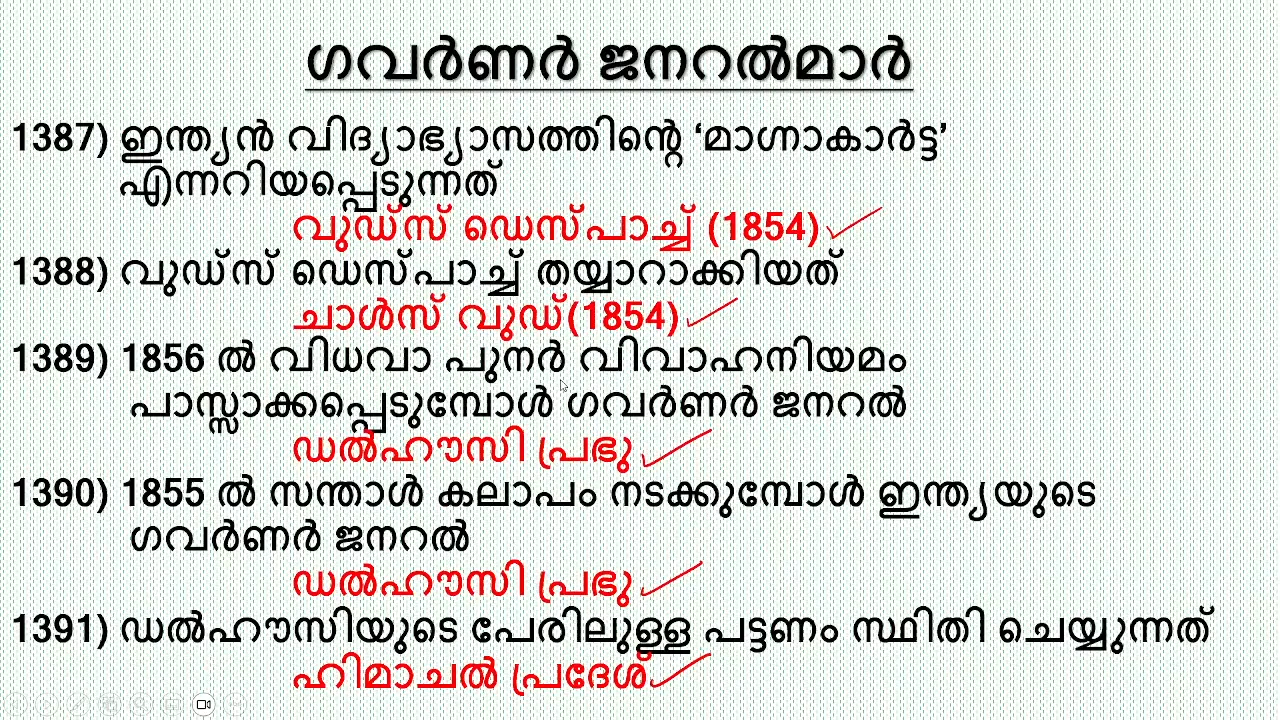 ഗവർണർ ജനറൽമാർ
1387) ഇന്ത്യൻ വിദ്യാഭ്യാസത്തിന്റെ ‘മാഗ്നാകാർട്ട’
എന്നറിയപ്പെടുന്നത്
വുഡ്സ് ഡെസ്പാച്ച് (1854)
1388) വുഡ്സ് ഡെസ്പാച്ച് തയ്യാറാക്കിയത്
ചാൾസ് വുഡ്(1854)
1389) 1856 ൽ വിധവാ പുനർ വിവാഹനിയമം
പാസ്സാക്കപ്പെടുമ്പോൾ ഗവർണർ ജനറൽ
ഡൽഹൗസി പ്രഭു
1390) 1855 ൽ സന്താൾ കലാപം നടക്കുമ്പോൾ ഇന്ത്യയുടെ
ഗവർണർ ജനറൽ
ഡൽഹൗസി പ്രഭു
1391) ഡൽഹൗസിയുടെ പേരിലുള്ള പട്ടണം സ്ഥിതി ചെയ്യുന്നത്
ഹിമാചൽ പ്രദേശ്